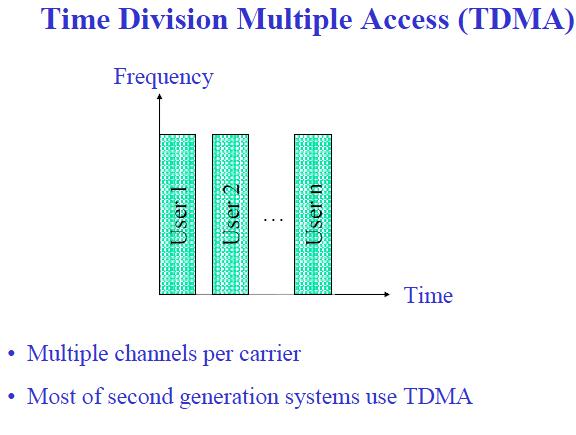 Time Division Multiple Access (TDMA)
Frequency
User 1
User 2
...
User n
Time
• Multiple channels per carrier
• Most of second generation systems use TDMA